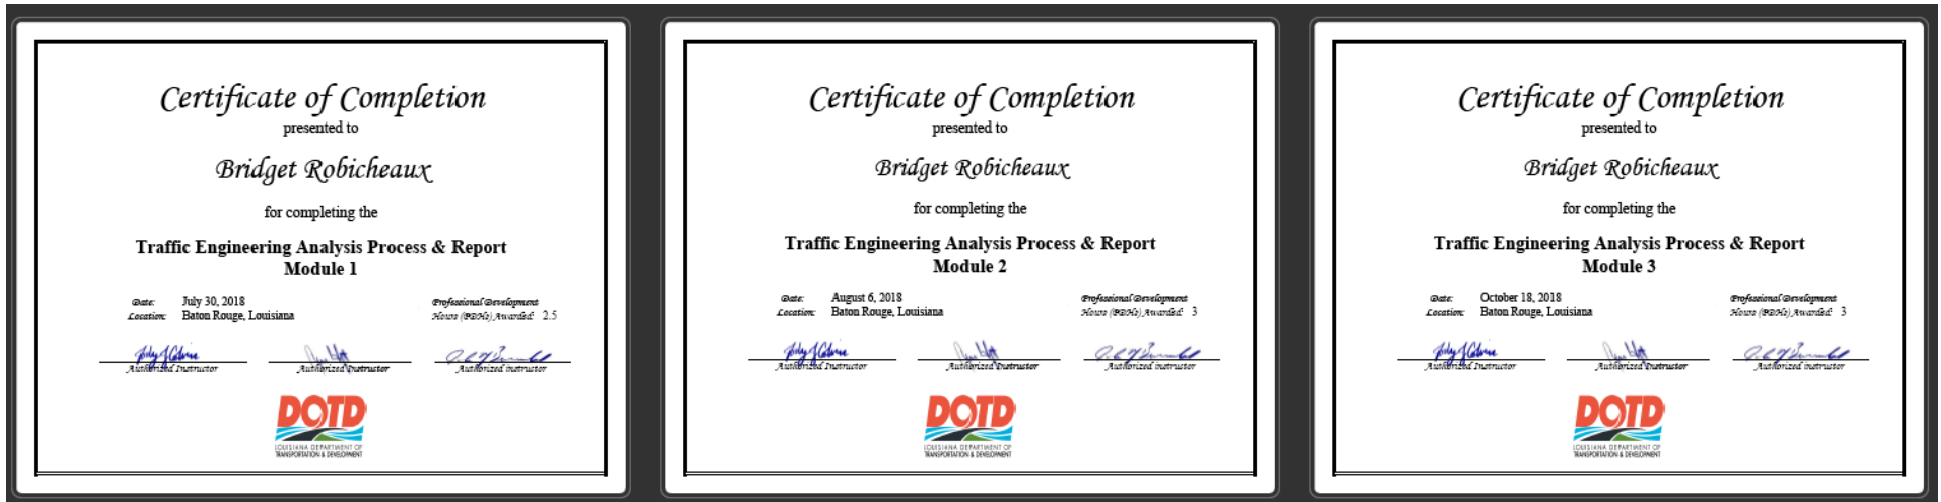 Certificate of Completion
presented to
Bridget Robicheaux
for completing the
Traffic Engineering Analysis Process & Report
Module 1
Date: July 30, 2018
Location: Baton Rouge, Louisiana
Professional Development
Hours (PDHs) Awarded: 2.5
Authorized Instructor
Authorized Instructor
Authorized Instructor
DOTD
LOUISIANA DEPARTMENT OF
TRANSPORTATION & DEVELOPMENT
Certificate of Completion
presented to
Bridget Robicheaux
for completing the
Traffic Engineering Analysis Process & Report
Module 2
Date: August 6, 2018
Location: Baton Rouge, Louisiana
Professional Development
Hours (PDHs) Awarded: 3
Authorized Instructor
Authorized Instructor
Authorized instructor
DOTD
LOUISIANA DEPARTMENT OF
TRANSPORTATION & DEVELOPMENT
Certificate of Completion
presented to
Bridget Robicheaux
for completing the
Traffic Engineering Analysis Process & Report
Module 3
Date: October 18, 2018
Location: Baton Rouge, Louisiana
Professional Development
Hours (PDHs) Awarded: 3
Authorized Instructor
Authorized Instructor
Authorized instructor
DOTD
LOUISIANA DEPARTMENT OF
TRANSPORTATION & DEVELOPMENT